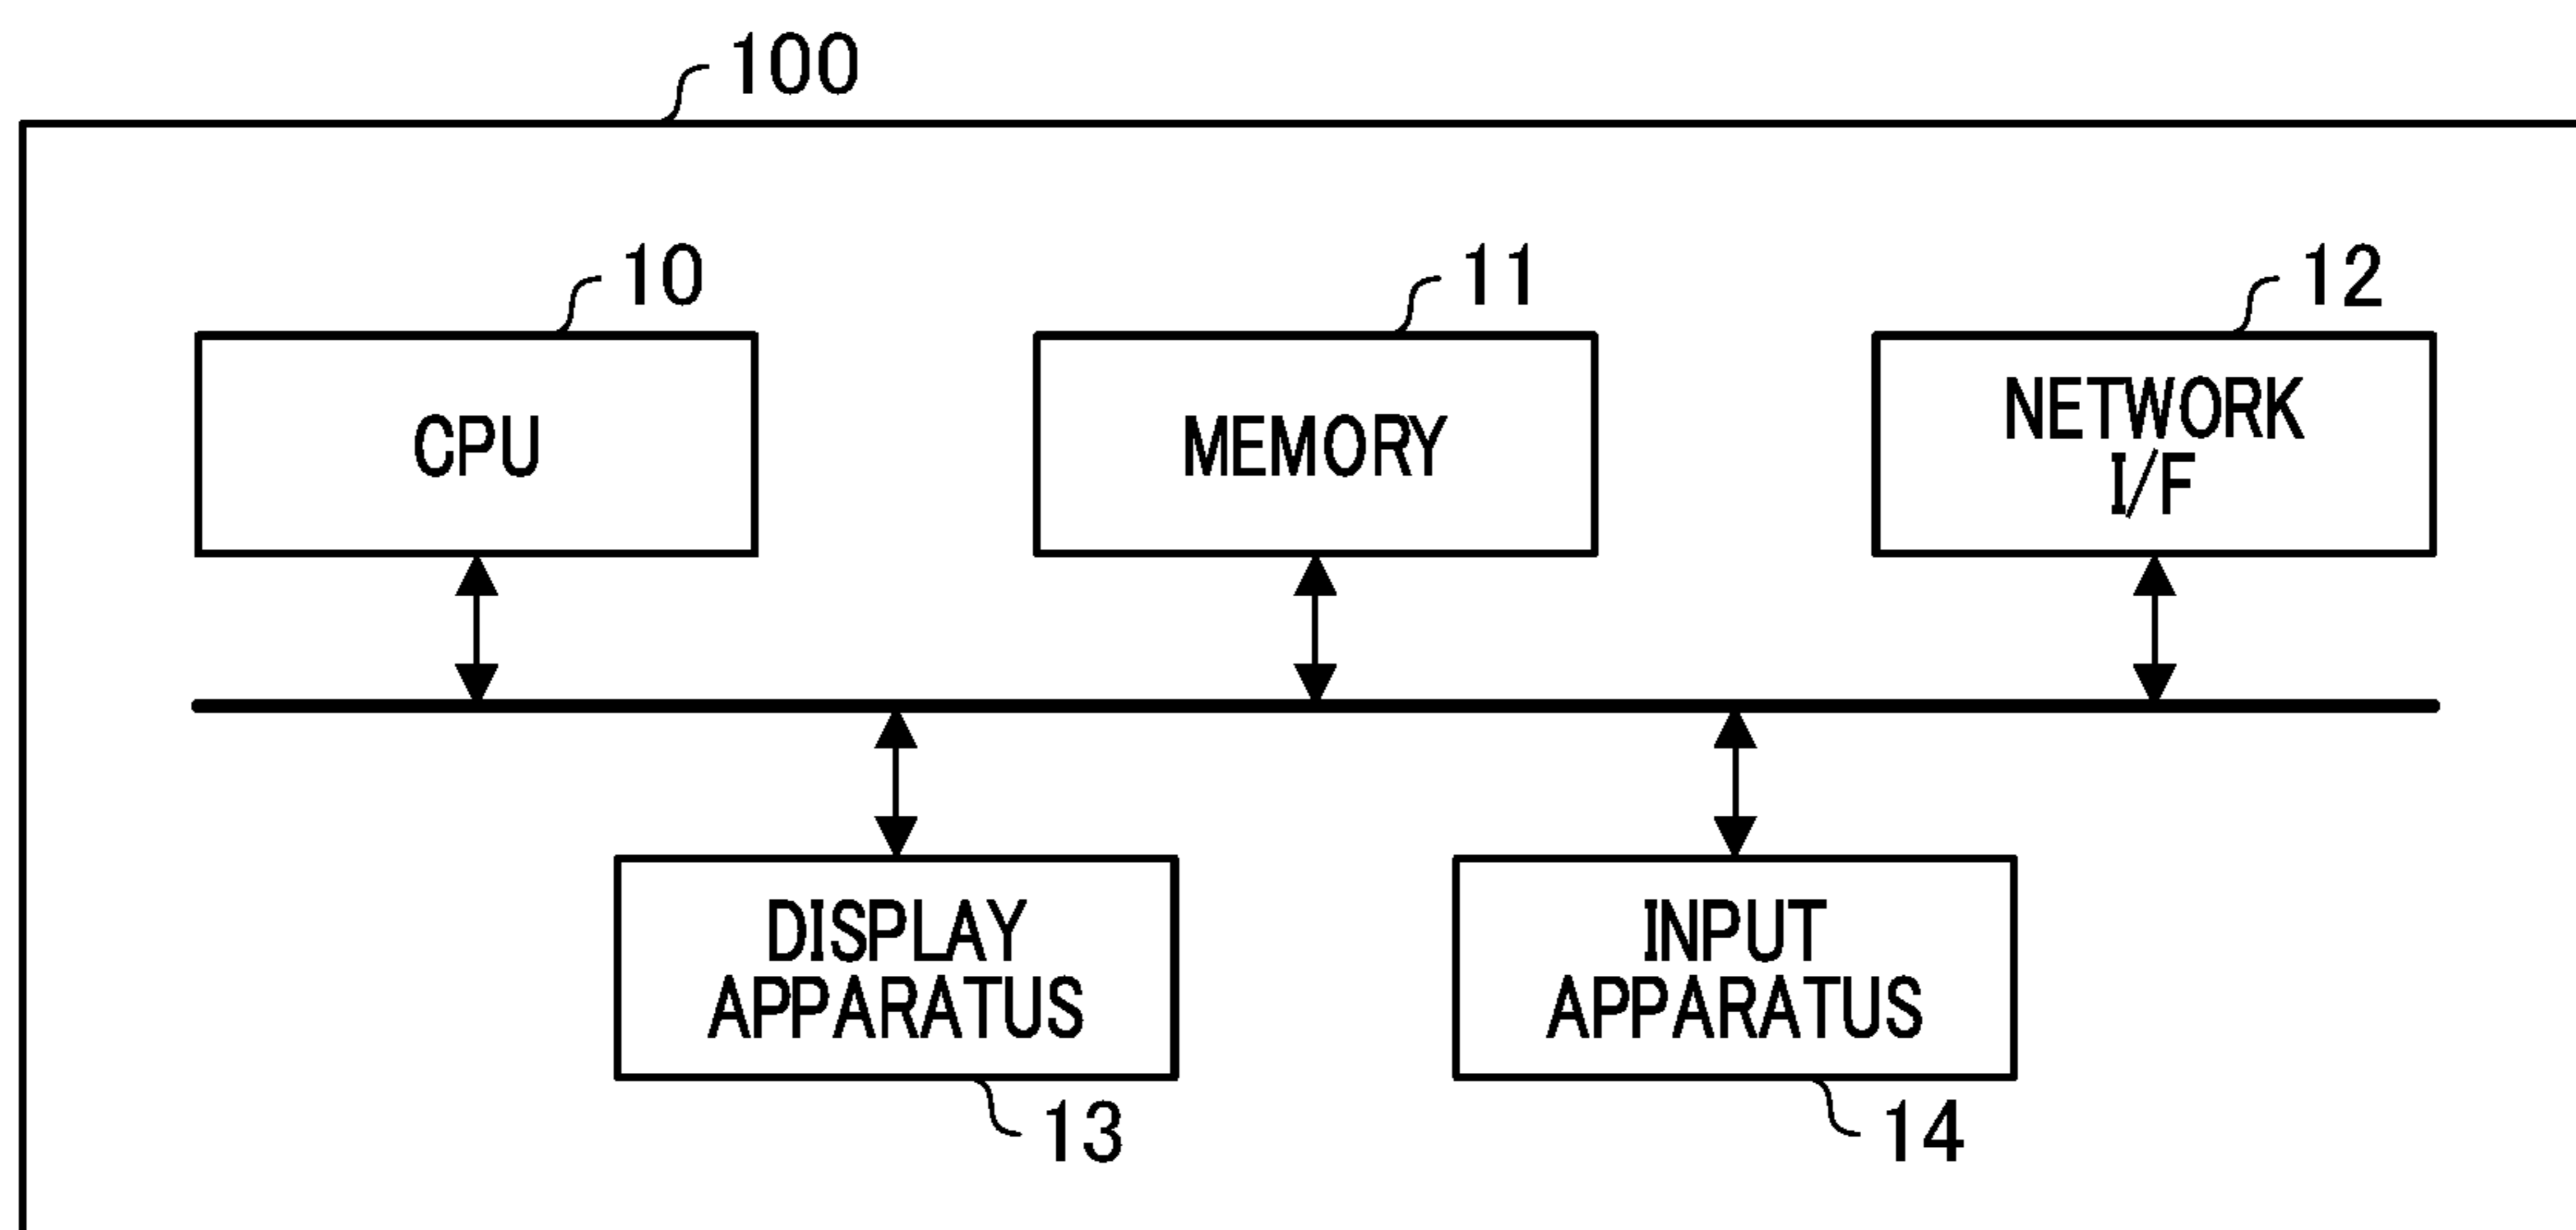 100
10
11
12
CPU
MEMORY
NETWORK
I/F
DISPLAY
APPARATUS
INPUT
APPARATUS
13
14